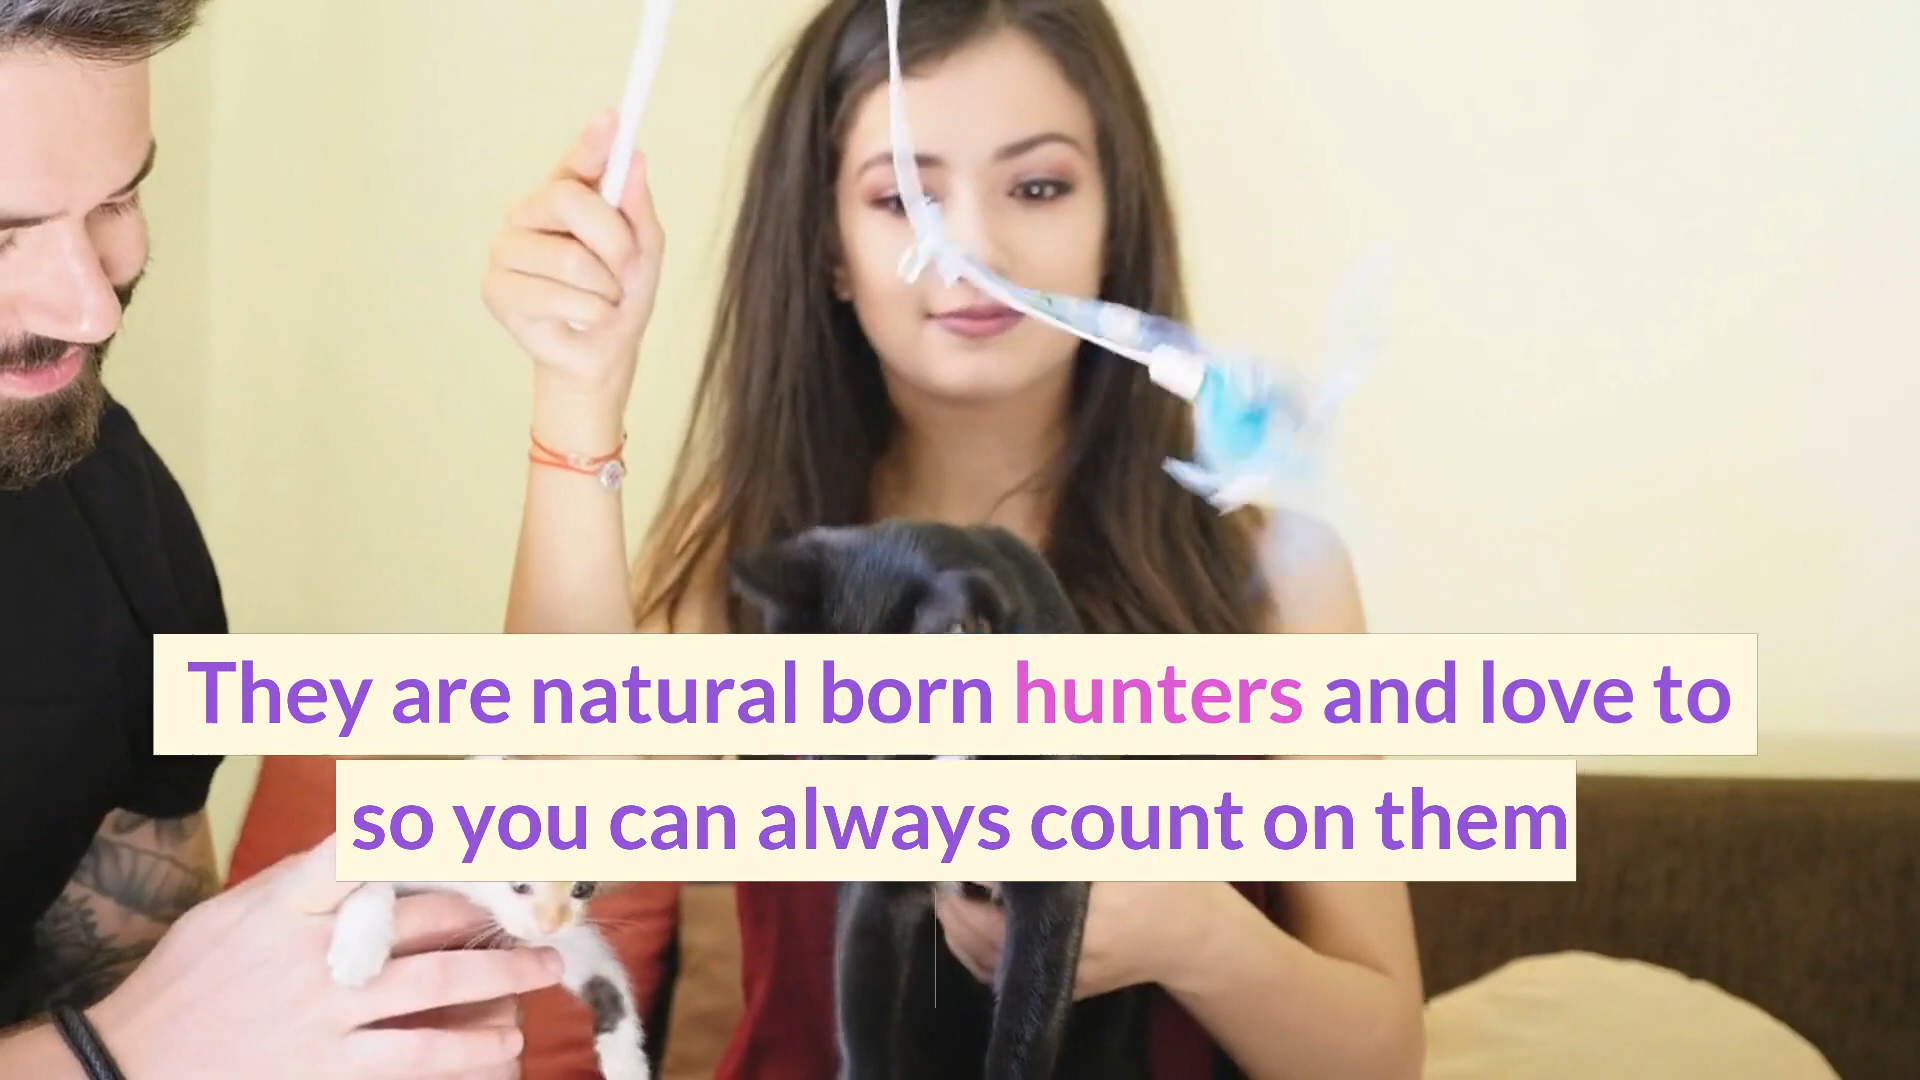 They are natural born hunters and love to
so you can always count on them